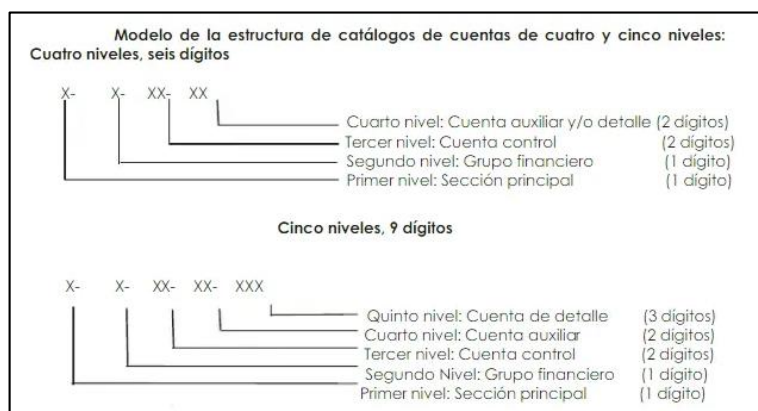 Modelo de la estructura de catálogos de cuentas de cuatro y cinco niveles:
Cuatro niveles, seis dígitos
X- X- XX- XX
Cuarto nivel: Cuenta auxiliar y/o detalle (2 dígitos)
Tercer nivel: Cuenta control (2 dígitos)
Segundo nivel: Grupo financiero (1 dígito)
Primer nivel: Sección principal (1 dígito)
Cinco niveles, 9 dígitos
X- X- XX- XX- XXX
Quinto nivel: Cuenta de detalle (3 dígitos)
Cuarto nivel: Cuenta auxiliar (2 dígitos)
Tercer nivel: Cuenta control (2 dígitos)
Segundo Nivel: Grupo financiero (1 dígito)
Primer nivel: Sección principal (1 dígito)